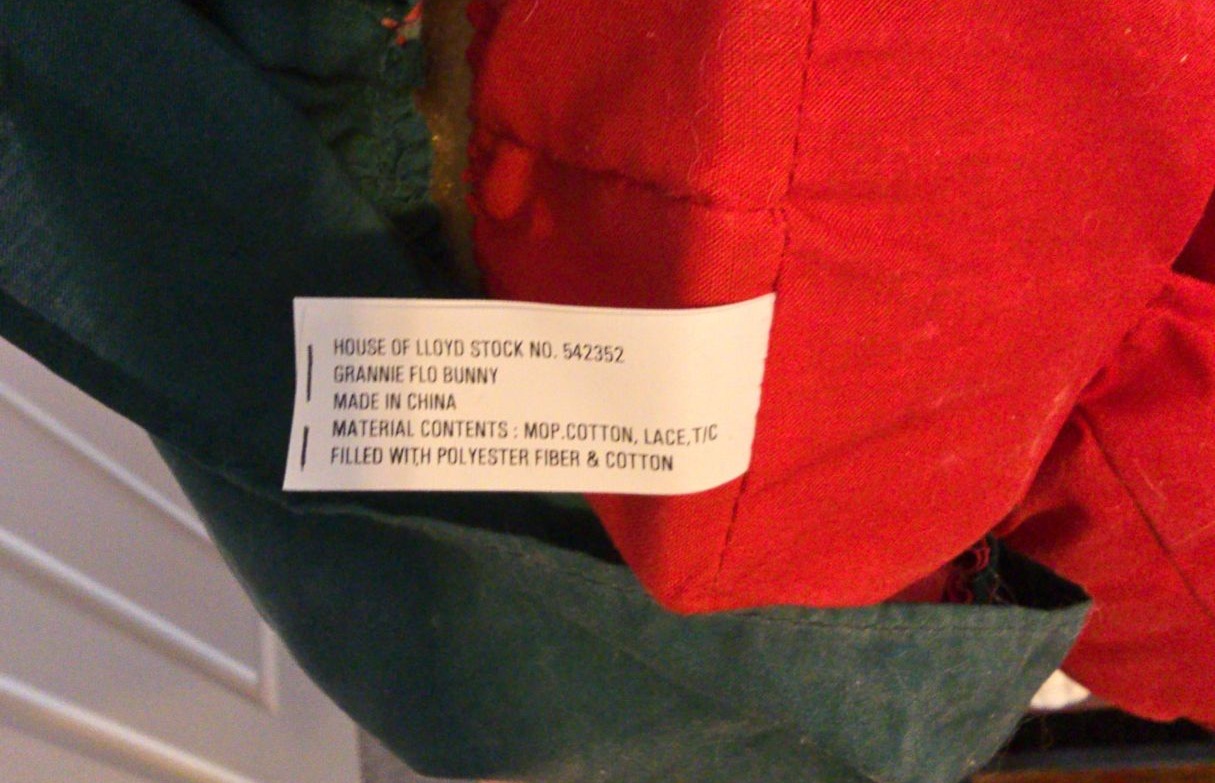 HOUSE OF LLOYD STOCK NO. 542352
GRANNIE FLO BUNNY
MADE IN CHINA
MATERIAL CONTENTS : MOP.COTTON, LACE,T/C
FILLED WITH POLYESTER FIBER & COTTON